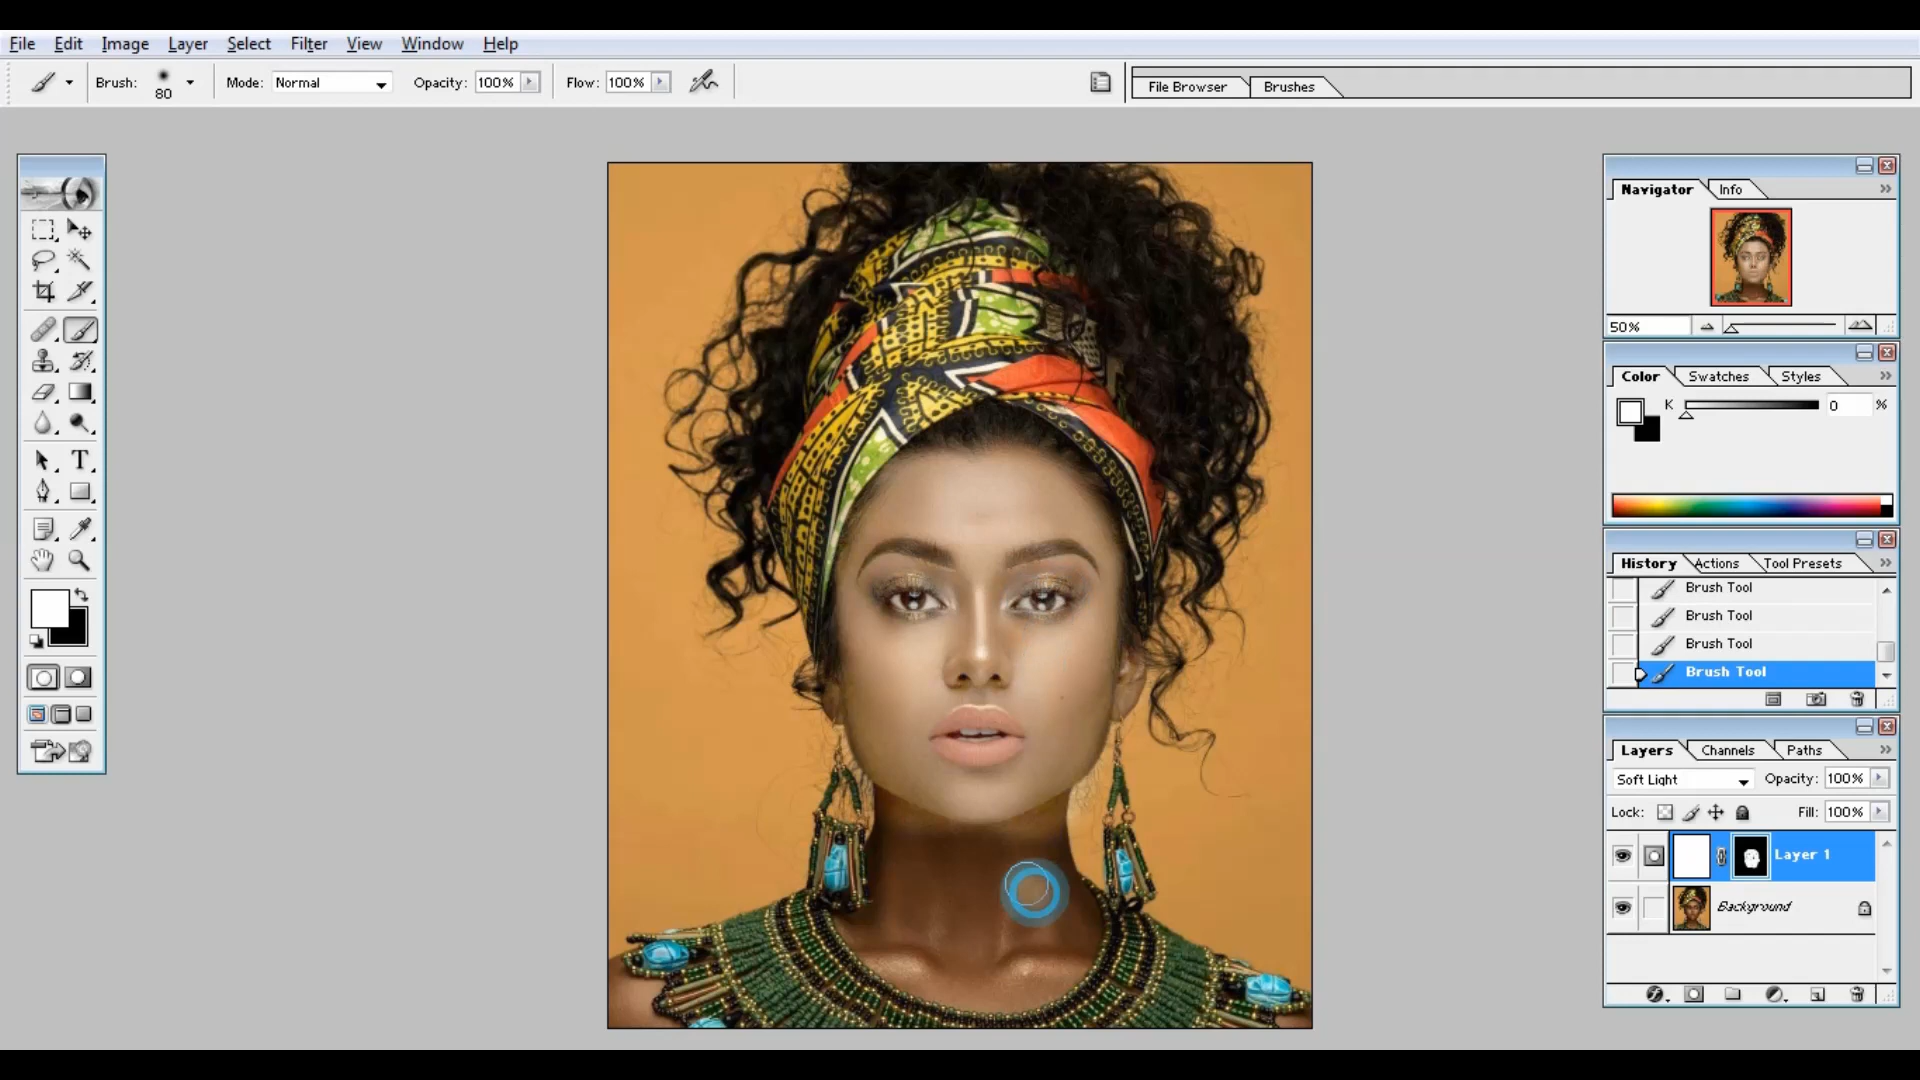 File Edit Image Layer Select Filter View Window Help
Brush: 80 Mode: Normal Opacity: 100% Flow: 100% File Browser Brushes
Navigator Info
50%
Color Swatches Styles
K 0 %
History Actions Tool Presets
Brush Tool
Brush Tool
Brush Tool
Brush Tool
Layers Channels Paths
Soft Light Opacity: 100%
Lock: Fill: 100%
Layer 1
Background